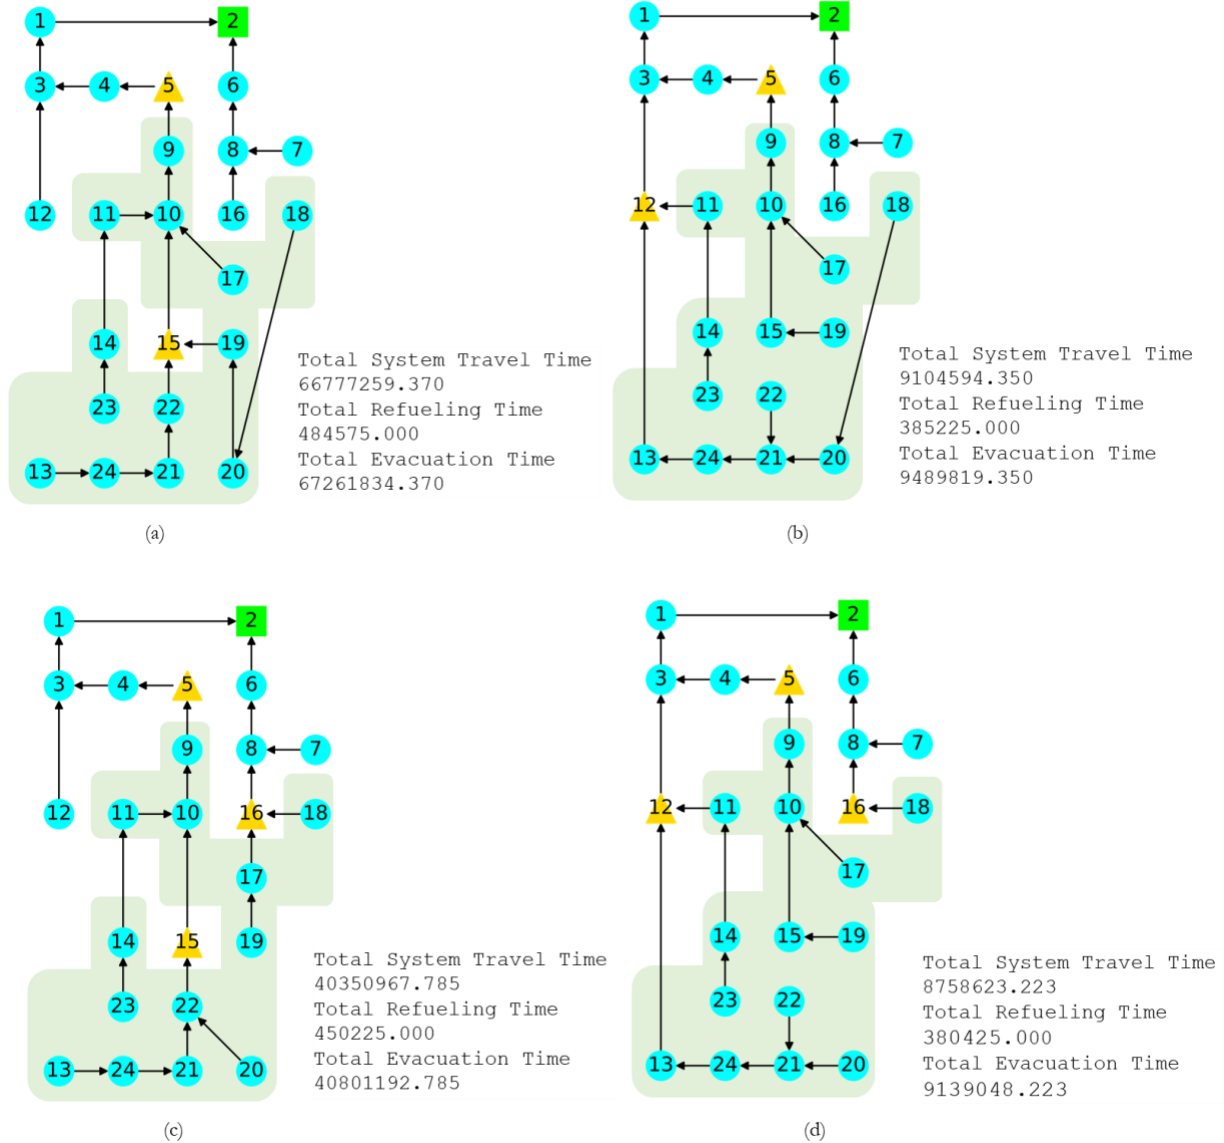 1 2
3 4 5 6
9 8 7
12 11 10 16 18
17
14 15 19
23 22
13 24 21 20
Total System Travel Time
66777259.370
Total Refueling Time
484575.000
Total Evacuation Time
67261834.370
(a)
1 2
3 4 5 6
9 8 7
12 11 10 16 18
17
14 15 19
23 22
13 24 21 20
Total System Travel Time
9104594.350
Total Refueling Time
385225.000
Total Evacuation Time
9489819.350
(b)
1 2
3 4 5 6
9 8 7
12 11 10 16 18
17
14 15 19
23 22
13 24 21 20
Total System Travel Time
40350967.785
Total Refueling Time
450225.000
Total Evacuation Time
40801192.785
(c)
1 2
3 4 5 6
9 8 7
12 11 10 16 18
17
14 15 19
23 22
13 24 21 20
Total System Travel Time
8758623.223
Total Refueling Time
380425.000
Total Evacuation Time
9139048.223
(d)